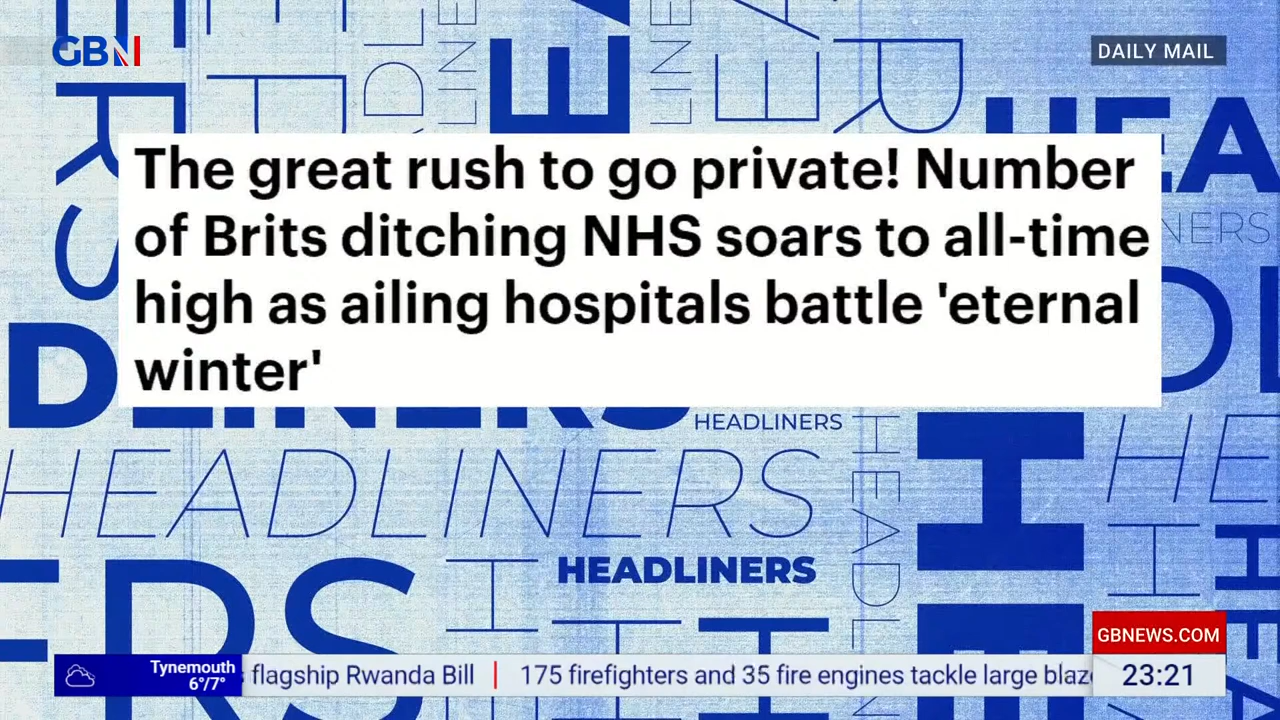 GBN
DAILY MAIL
The great rush to go private! Number
of Brits ditching NHS soars to all-time
high as ailing hospitals battle 'eternal
winter'
HEADLINERS
HEADLINERS
HEADLINERS
GBNEWS.COM
Tynemouth
6°/7°
flagship Rwanda Bill | 175 firefighters and 35 fire engines tackle large
23:21